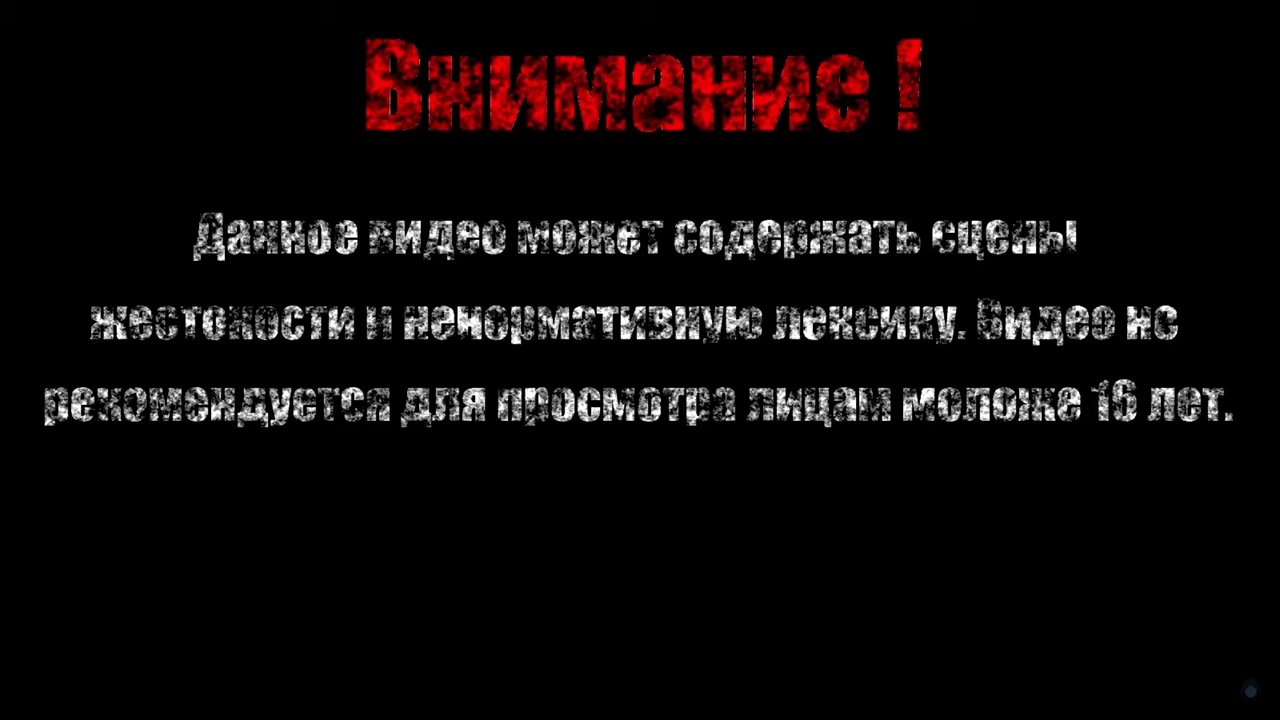 Внимание !
Данное видео может содержать сцены
жестокости и ненормативную лексику. Видео не
рекомендуется для просмотра лицам моложе 16 лет.